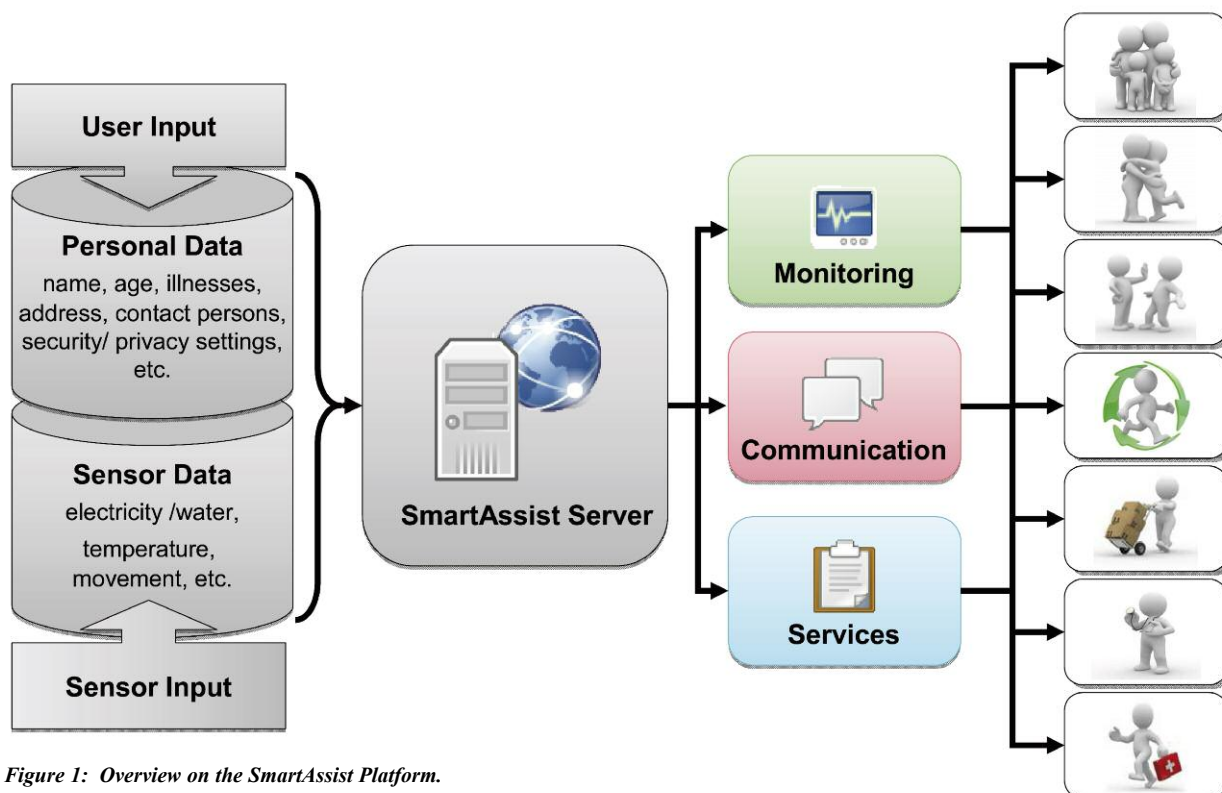 User Input
Personal Data
name, age, illnesses,
address, contact persons,
security/ privacy settings,
etc.
Sensor Data
electricity /water,
temperature,
movement, etc.
Sensor Input
SmartAssist Server
Monitoring
Communication
Services
Figure 1:  Overview on the SmartAssist Platform.